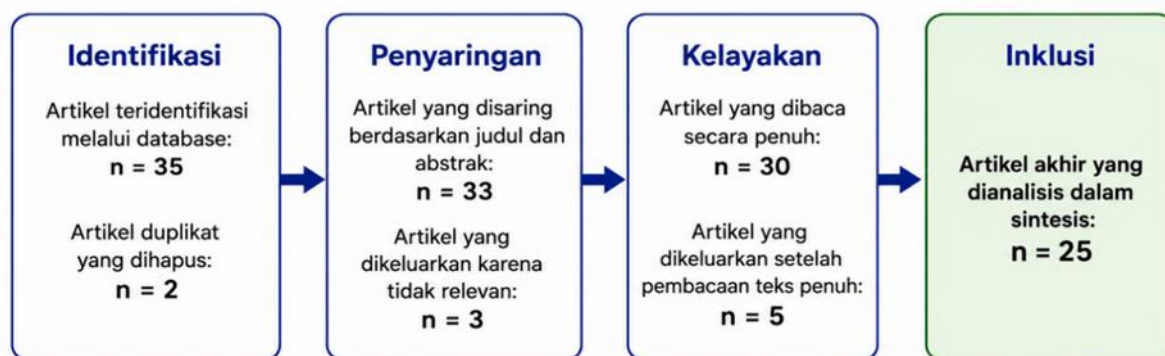 Identifikasi
Artikel teridentifikasi
melalui database:
n = 35
Artikel duplikat
yang dihapus:
n = 2
Penyaringan
Artikel yang disaring
berdasarkan judul dan
abstrak:
n = 33
Artikel yang
dikeluarkan karena
tidak relevan:
n = 3
Kelayakan
Artikel yang dibaca
secara penuh:
n = 30
Artikel yang
dikeluarkan setelah
pembacaan teks penuh:
n = 5
Inklusi
Artikel akhir yang
dianalisis dalam
sintesis:
n = 25